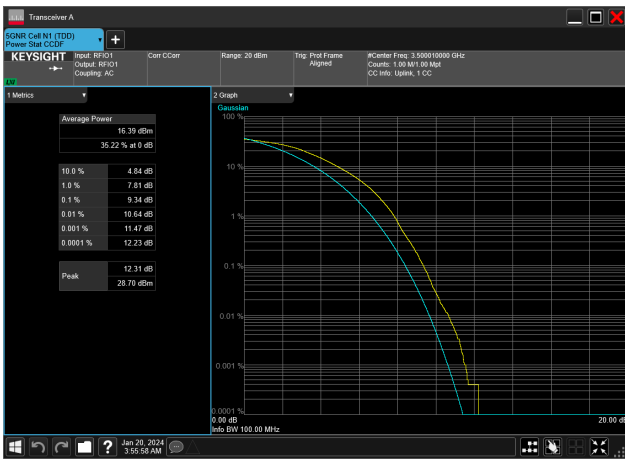 Transceiver A
5GNR Cell N1 (TDD)
Power Stat CCDF
KEYSIGHT
Input: RFIO1
Output: RFIO1
Coupling: AC
Corr CCorr
Range: 20 dBm
Trig: Prot Frame
Aligned
#Center Freq: 3.500010000 GHz
Counts: 1.00 M/1.00 Mpt
CC Info: Uplink, 1 CC
1 Metrics
Average Power
16.39 dBm
35.22 % at 0 dB
10.0 % 4.84 dB
1.0 % 7.81 dB
0.1 % 9.34 dB
0.01 % 10.64 dB
0.001 % 11.47 dB
0.0001 % 12.23 dB
Peak
12.31 dB
28.70 dBm
2 Graph
Gaussian
100 %
10 %
1 %
0.1 %
0.01 %
0.001 %
0.0001 %
0.00 dB
20.00 dB
Info BW 100.00 MHz
Jan 20, 2024
3:55:58 AM